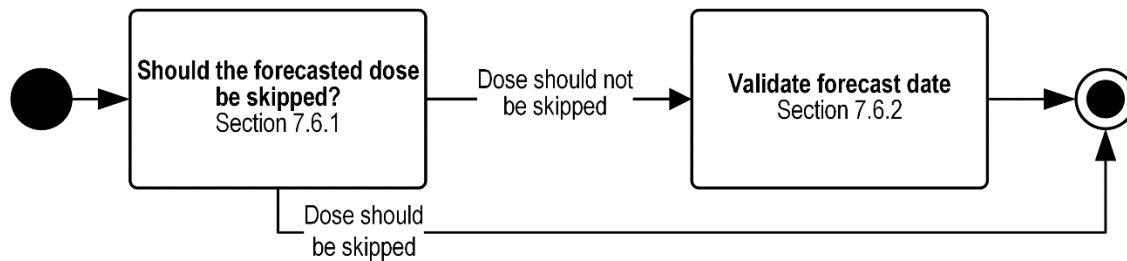 Should the forecasted dose
be skipped?
Section 7.6.1
Dose should not
be skipped
Validate forecast date
Section 7.6.2
Dose should
be skipped